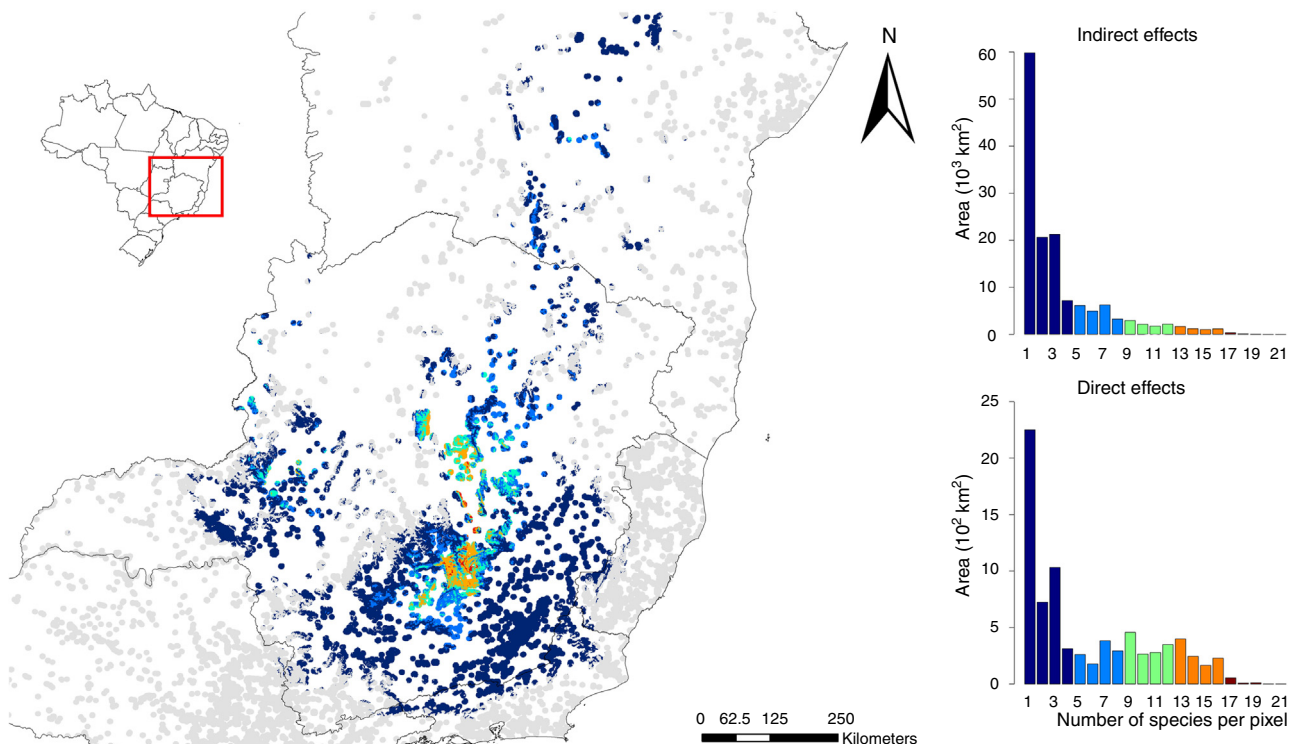 N
0 62.5 125 250
Kilometers
Indirect effects
Area (10³ km²)
60
50
40
30
20
10
0
1 3 5 7 9 11 13 15 17 19 21
Direct effects
Area (10² km²)
25
20
15
10
5
0
1 3 5 7 9 11 13 15 17 19 21
Number of species per pixel